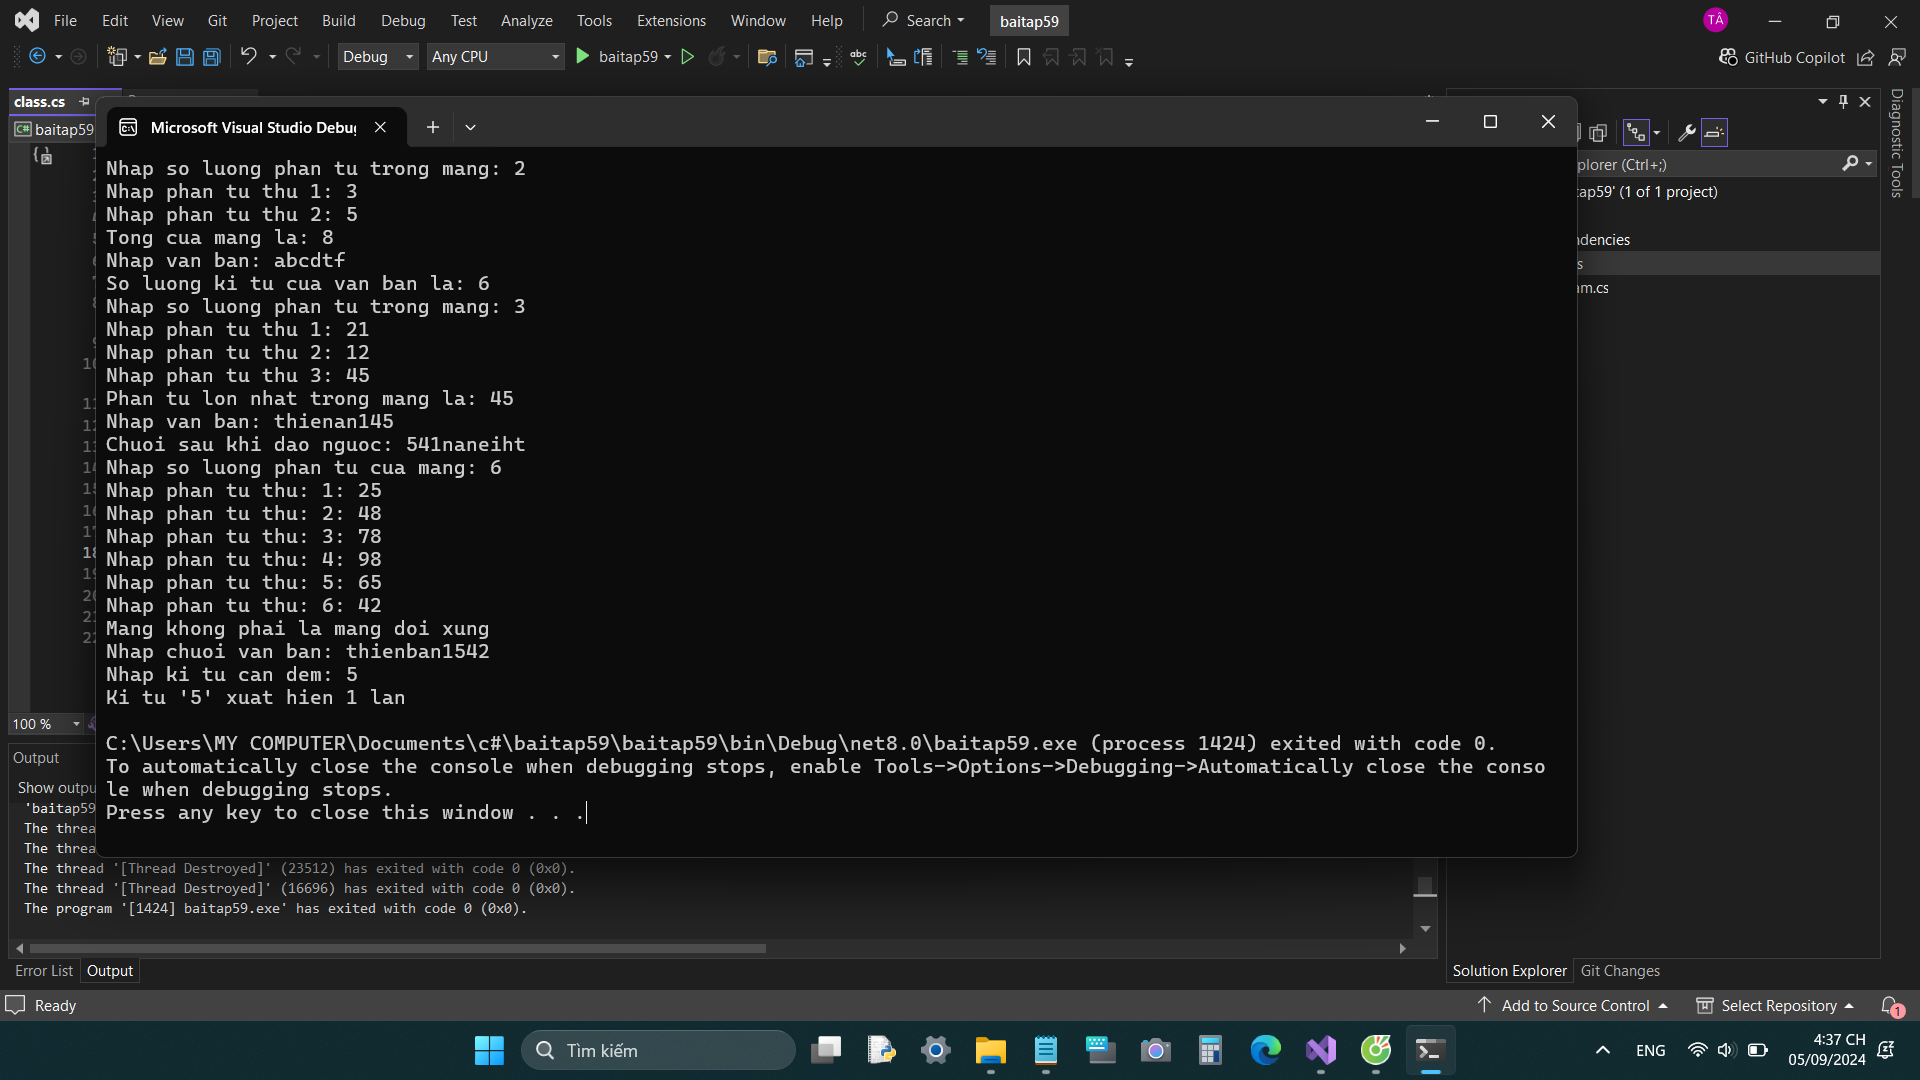 File Edit View Git Project Build Debug Test Analyze Tools Extensions Window Help Search baitap59 TÂ
Debug Any CPU baitap59 abc GitHub Copilot
class.cs
C# baitap59
Microsoft Visual Studio Debug
Nhap so luong phan tu trong mang: 2
Nhap phan tu thu 1: 3
Nhap phan tu thu 2: 5
Tong cua mang la: 8
Nhap van ban: abcdtf
So luong ki tu cua van ban la: 6
Nhap so luong phan tu trong mang: 3
Nhap phan tu thu 1: 21
Nhap phan tu thu 2: 12
Nhap phan tu thu 3: 45
Phan tu lon nhat trong mang la: 45
Nhap van ban: thienan145
Chuoi sau khi dao nguoc: 541naneiht
Nhap so luong phan tu cua mang: 6
Nhap phan tu thu: 1: 25
Nhap phan tu thu: 2: 48
Nhap phan tu thu: 3: 78
Nhap phan tu thu: 4: 98
Nhap phan tu thu: 5: 65
Nhap phan tu thu: 6: 42
Mang khong phai la mang doi xung
Nhap chuoi van ban: thienban1542
Nhap ki tu can dem: 5
Ki tu '5' xuat hien 1 lan
C:\Users\MY COMPUTER\Documents\c#\baitap59\baitap59\bin\Debug\net8.0\baitap59.exe (process 1424) exited with code 0.
To automatically close the console when debugging stops, enable Tools->Options->Debugging->Automatically close the conso
le when debugging stops.
Press any key to close this window . . .
plorer (Ctrl+;)
tap59' (1 of 1 project)
ndencies
s
am.cs
Diagnostic Tools
100 %
Output
Show outpu
'baitap59
The threa
The threa
The thread '[Thread Destroyed]' (23512) has exited with code 0 (0x0).
The thread '[Thread Destroyed]' (16696) has exited with code 0 (0x0).
The program '[1424] baitap59.exe' has exited with code 0 (0x0).
Error List Output
Solution Explorer Git Changes
Ready Add to Source Control Select Repository 1
Tìm kiếm ENG 4:37 CH
05/09/2024